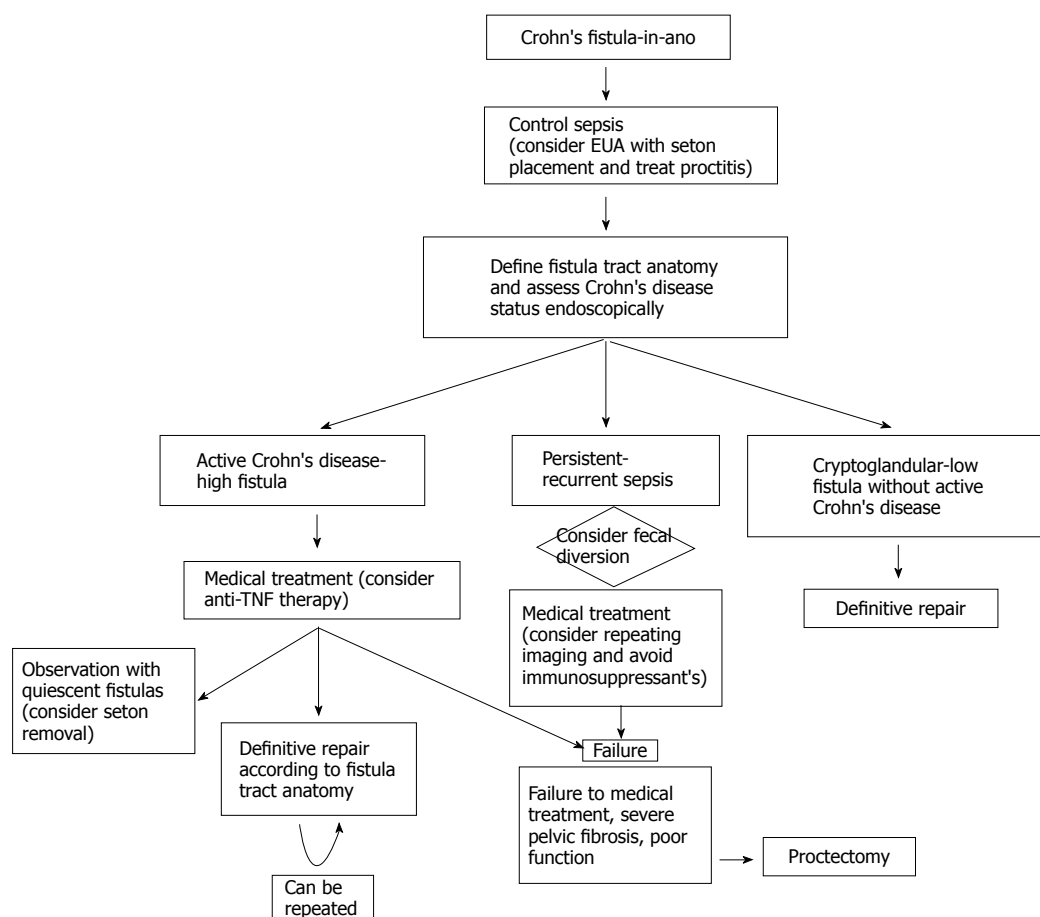 Crohn's fistula-in-ano
Control sepsis
(consider EUA with seton
placement and treat proctitis)
Define fistula tract anatomy
and assess Crohn's disease
status endoscopically
Active Crohn's disease-
high fistula
Persistent-
recurrent sepsis
Cryptoglandular-low
fistula without active
Crohn's disease
Consider fecal
diversion
Medical treatment (consider
anti-TNF therapy)
Medical treatment
(consider repeating
imaging and avoid
immunosuppressant's)
Definitive repair
Observation with
quiescent fistulas
(consider seton
removal)
Definitive repair
according to fistula
tract anatomy
Failure
Failure to medical
treatment, severe
pelvic fibrosis, poor
function
Proctectomy
Can be
repeated